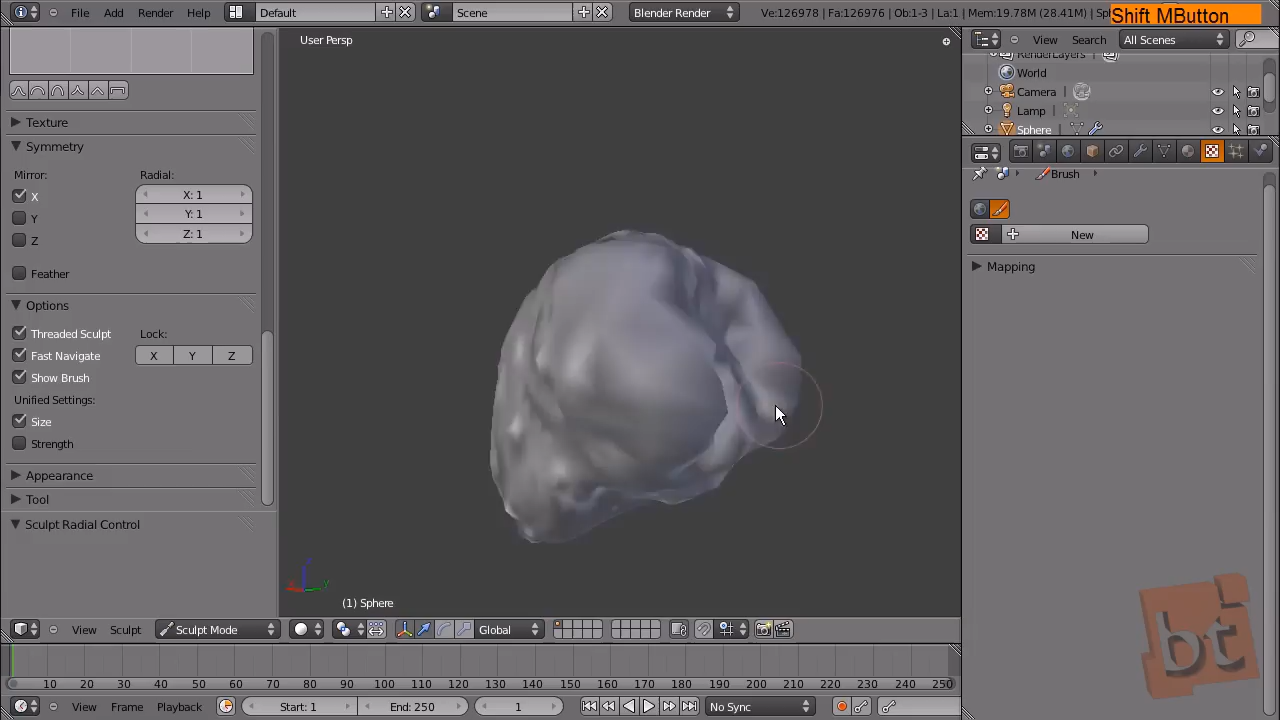 File Add Render Help Default Scene Blender Render Ve:126978 | Fa:126976 | Ob:1-3 | La:1 | Mem:19.78M (28.41M) | Sp
Shift MButton
User Persp
View Search All Scenes
RenderLayers
World
Camera
Lamp
Sphere
Brush
New
Mapping
Texture
Symmetry
Mirror: Radial:
X X: 1
Y Y: 1
Z Z: 1
Feather
Options
Threaded Sculpt Lock:
Fast Navigate X Y Z
Show Brush
Unified Settings:
Size
Strength
Appearance
Tool
Sculpt Radial Control
(1) Sphere
View Sculpt Sculpt Mode Global
10 20 30 40 50 60 70 80 90 100 110 120 130 140 150 160 170 180 190 200 210 220 230 240 250
View Frame Playback Start: 1 End: 250 1 No Sync
bt